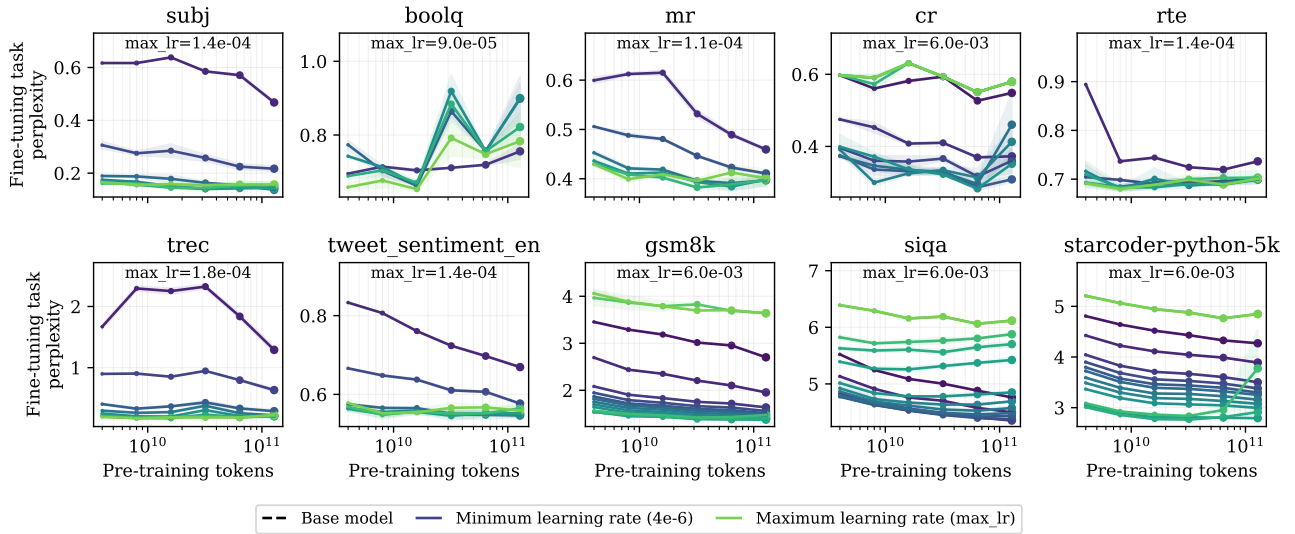 subj
boolq
mr
cr
rte
max_lr=1.4e-04
max_lr=9.0e-05
max_lr=1.1e-04
max_lr=6.0e-03
max_lr=1.4e-04
Fine-tuning task
perplexity
0.6
0.4
0.2
1.0
0.8
0.6
0.5
0.4
0.6
0.4
0.9
0.8
0.7
trec
tweet_sentiment_en
gsm8k
siqa
starcoder-python-5k
max_lr=1.8e-04
max_lr=1.4e-04
max_lr=6.0e-03
max_lr=6.0e-03
max_lr=6.0e-03
Fine-tuning task
perplexity
2
1
0.8
0.6
4
3
2
7
6
5
5
4
3
10^10
10^11
10^10
10^11
10^10
10^11
10^10
10^11
10^10
10^11
Pre-training tokens
Pre-training tokens
Pre-training tokens
Pre-training tokens
Pre-training tokens
Base model
Minimum learning rate (4e-6)
Maximum learning rate (max_lr)